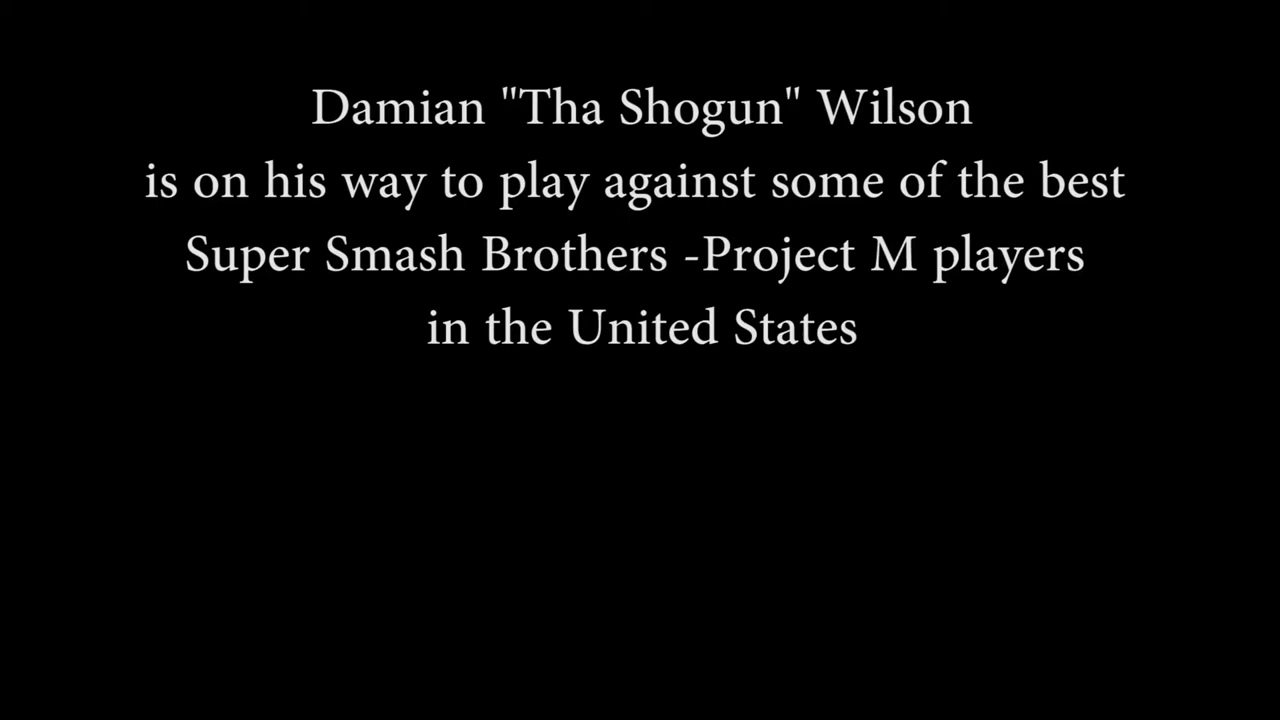 Damian "Tha Shogun" Wilson
is on his way to play against some of the best
Super Smash Brothers -Project M players
in the United States